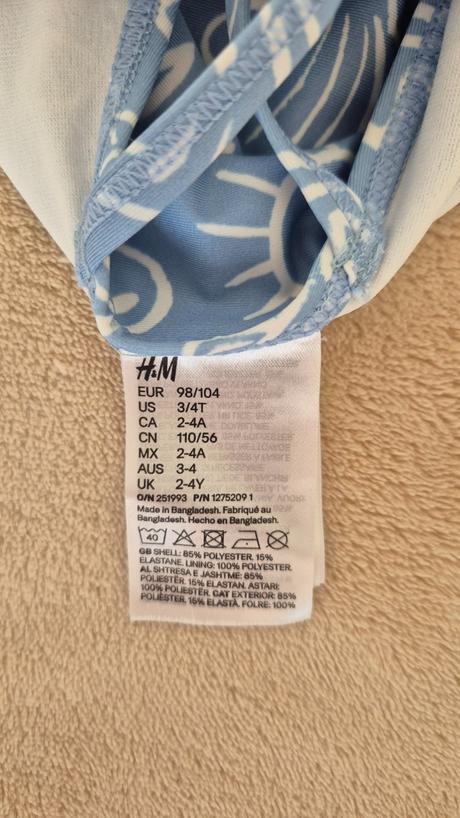 H&M
EUR 98/104
US 3/4T
CA 2-4A
CN 110/56
MX 2-4A
AUS 3-4
UK 2-4Y
O/N 251993 P/N 1275209 1
Made in Bangladesh. Fabriqué au
Bangladesh. Hecho en Bangladesh.
40
GB SHELL: 85% POLYESTER. 15%
ELASTANE. LINING: 100% POLYESTER.
AL SHTRESA E JASHTME: 85%
POLIESTËR. 15% ELASTAN. ASTARI:
100% POLIESTËR. CAT EXTERIOR: 85%
POLIÈSTER. 15% ELASTÀ. FOLRE: 100%